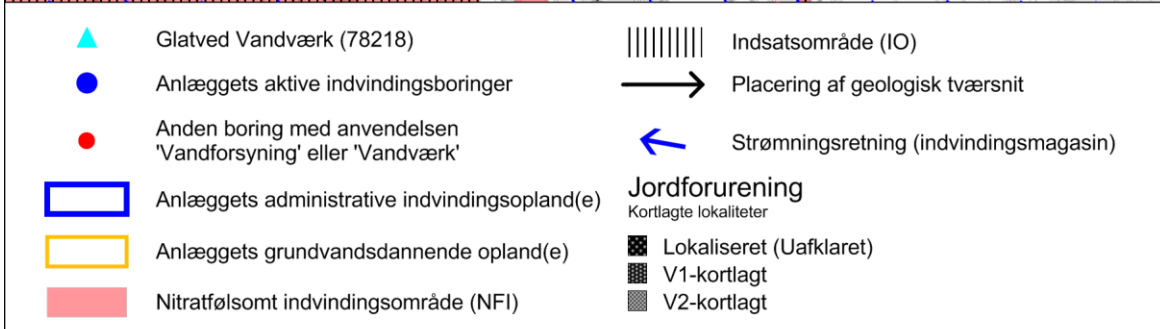 Glatved Vandværk (78218)
Anlæggets aktive indvindingsboringer
Anden boring med anvendelsen
'Vandforsyning' eller 'Vandværk'
Anlæggets administrative indvindingsopland(e)
Anlæggets grundvandsdannende opland(e)
Nitratfølsomt indvindingsområde (NFI)
Indsatsområde (IO)
Placering af geologisk tværsnit
Strømningsretning (indvindingsmagasin)
Jordforurening
Kortlagte lokaliteter
Lokaliseret (Uafklaret)
V1-kortlagt
V2-kortlagt